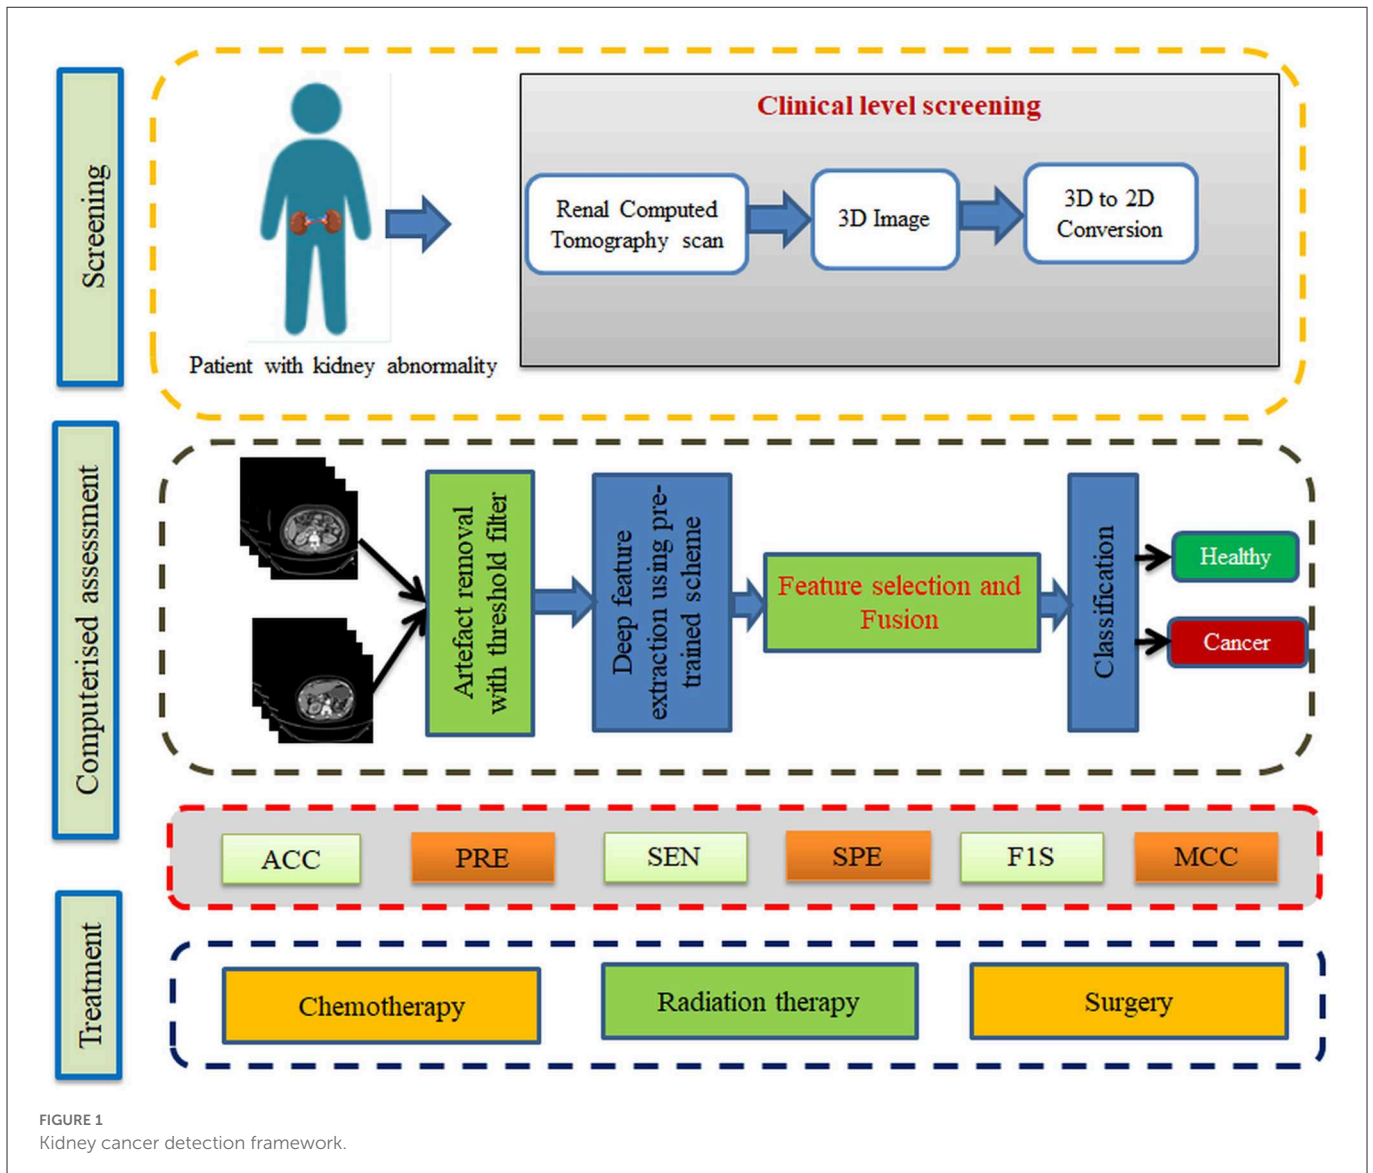 Screening
Clinical level screening
Renal Computed
Tomography scan
3D Image
3D to 2D
Conversion
Patient with kidney abnormality
Computerised assessment
Artefact removal
with threshold filter
Deep feature
extraction using pre-
trained scheme
Feature selection and
Fusion
Classification
Healthy
Cancer
ACC
PRE
SEN
SPE
F1S
MCC
Treatment
Chemotherapy
Radiation therapy
Surgery
FIGURE 1
Kidney cancer detection framework.